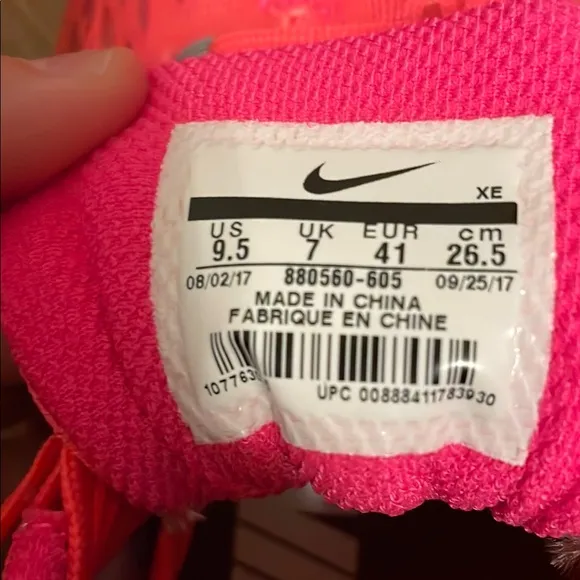 XE
US UK EUR cm
9.5 7 41 26.5
08/02/17 880560-605 09/25/17
MADE IN CHINA
FABRIQUE EN CHINE
UPC 00888411783930